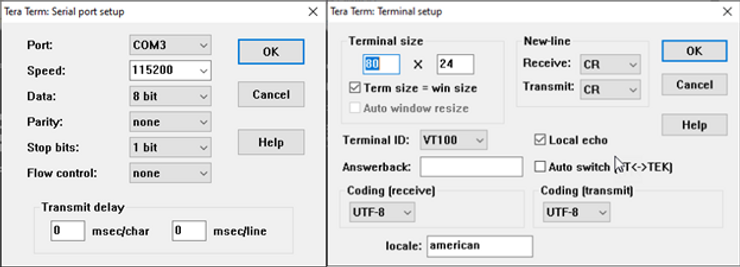 Tera Term: Serial port setup
Port: COM3
OK
Speed: 115200
Data: 8 bit
Cancel
Parity: none
Stop bits: 1 bit
Help
Flow control: none
Transmit delay
0 msec/char 0 msec/line
Tera Term: Terminal setup
Terminal size
80 X 24
Term size = win size
Auto window resize
New-line
Receive: CR
Transmit: CR
OK
Cancel
Help
Terminal ID: VT100
Local echo
Answerback:
Auto switch T<->TEK)
Coding (receive)
UTF-8
Coding (transmit)
UTF-8
locale: american